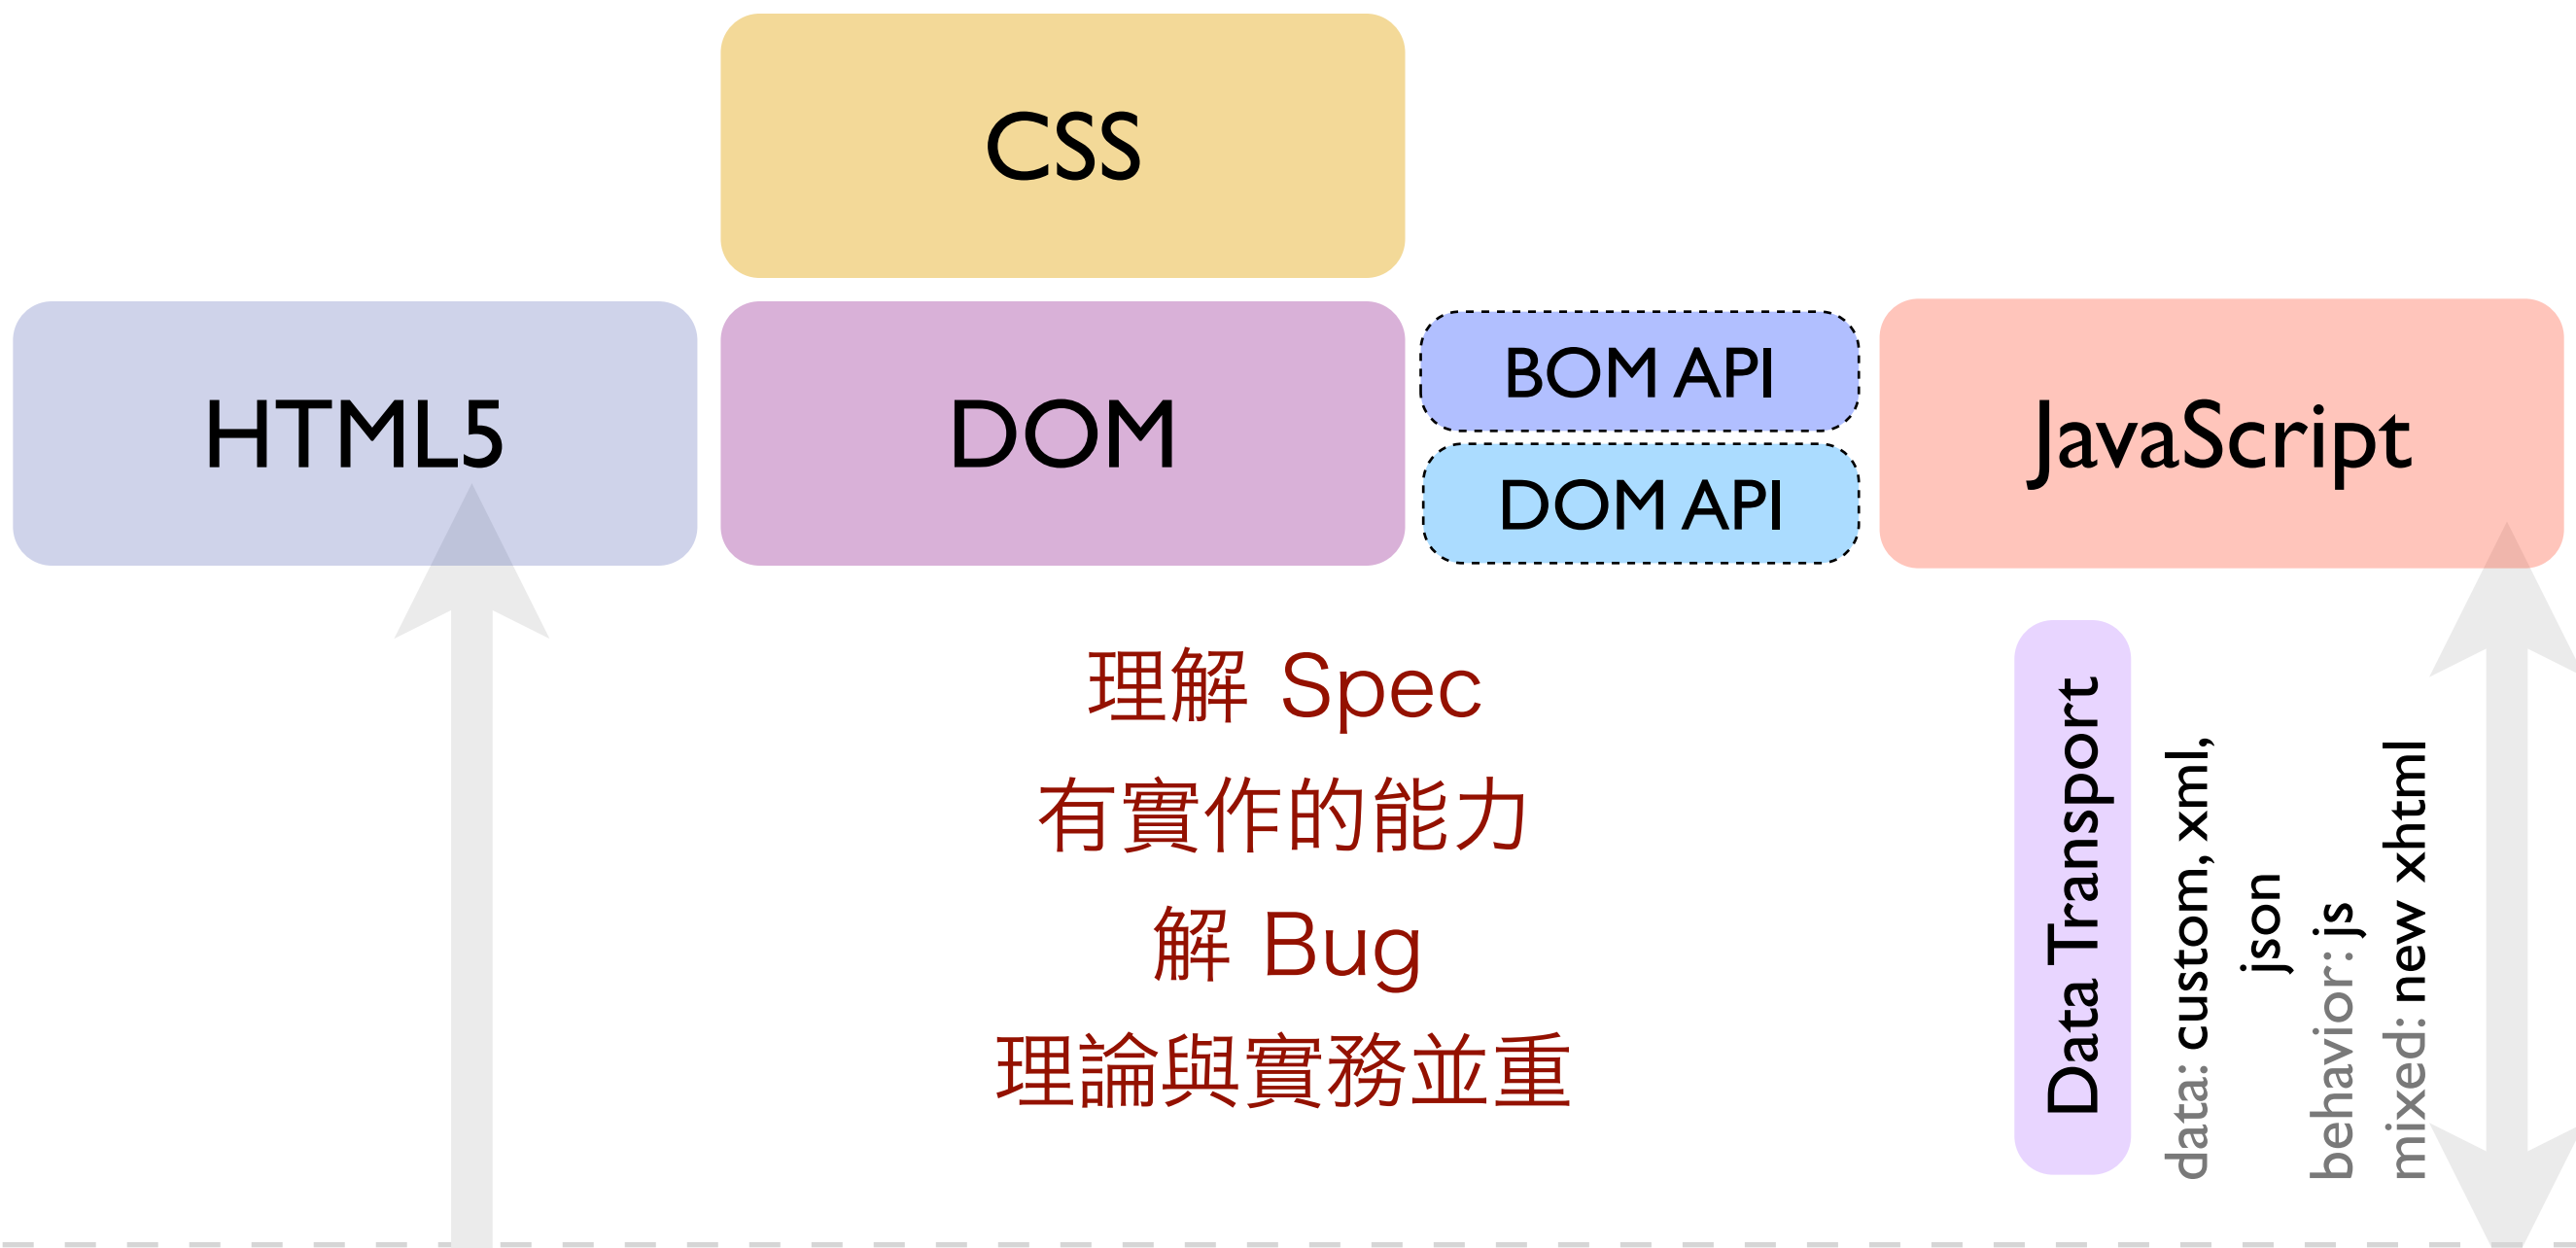 CSS
HTML5
DOM
BOM API
DOM API
JavaScript
理解 Spec
有實作的能力
解 Bug
理論與實務並重
Data Transport
data: custom, xml,
json
behavior: js
mixed: new xhtml